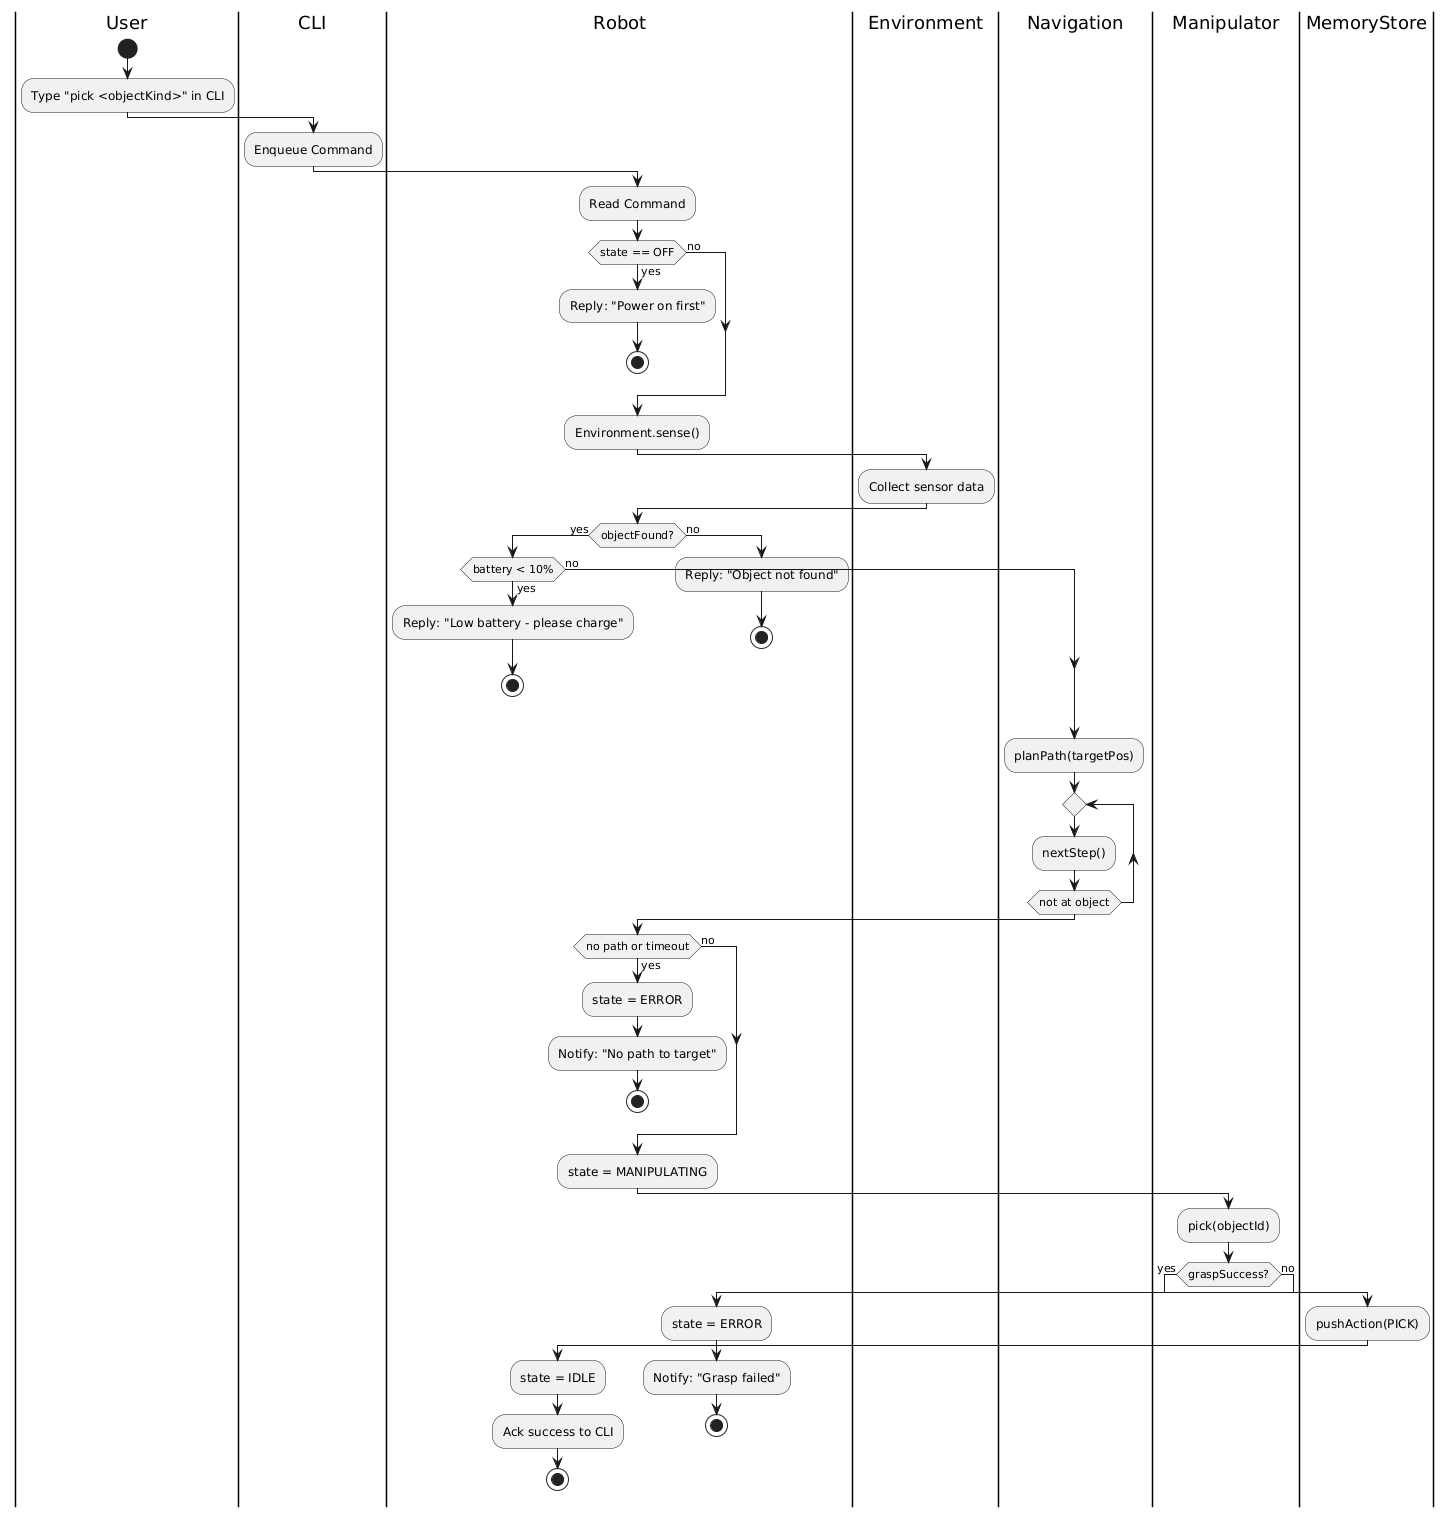 User
CLI
Robot
Environment
Navigation
Manipulator
MemoryStore
Type "pick <objectKind>" in CLI
Enqueue Command
Read Command
state == OFF
no
yes
Reply: "Power on first"
Environment.sense()
Collect sensor data
yes
objectFound?
no
battery < 10%
no
yes
Reply: "Object not found"
Reply: "Low battery - please charge"
planPath(targetPos)
nextStep()
not at object
no path or timeout
no
yes
state = ERROR
Notify: "No path to target"
state = MANIPULATING
pick(objectId)
yes
graspSuccess?
no
state = ERROR
pushAction(PICK)
state = IDLE
Notify: "Grasp failed"
Ack success to CLI